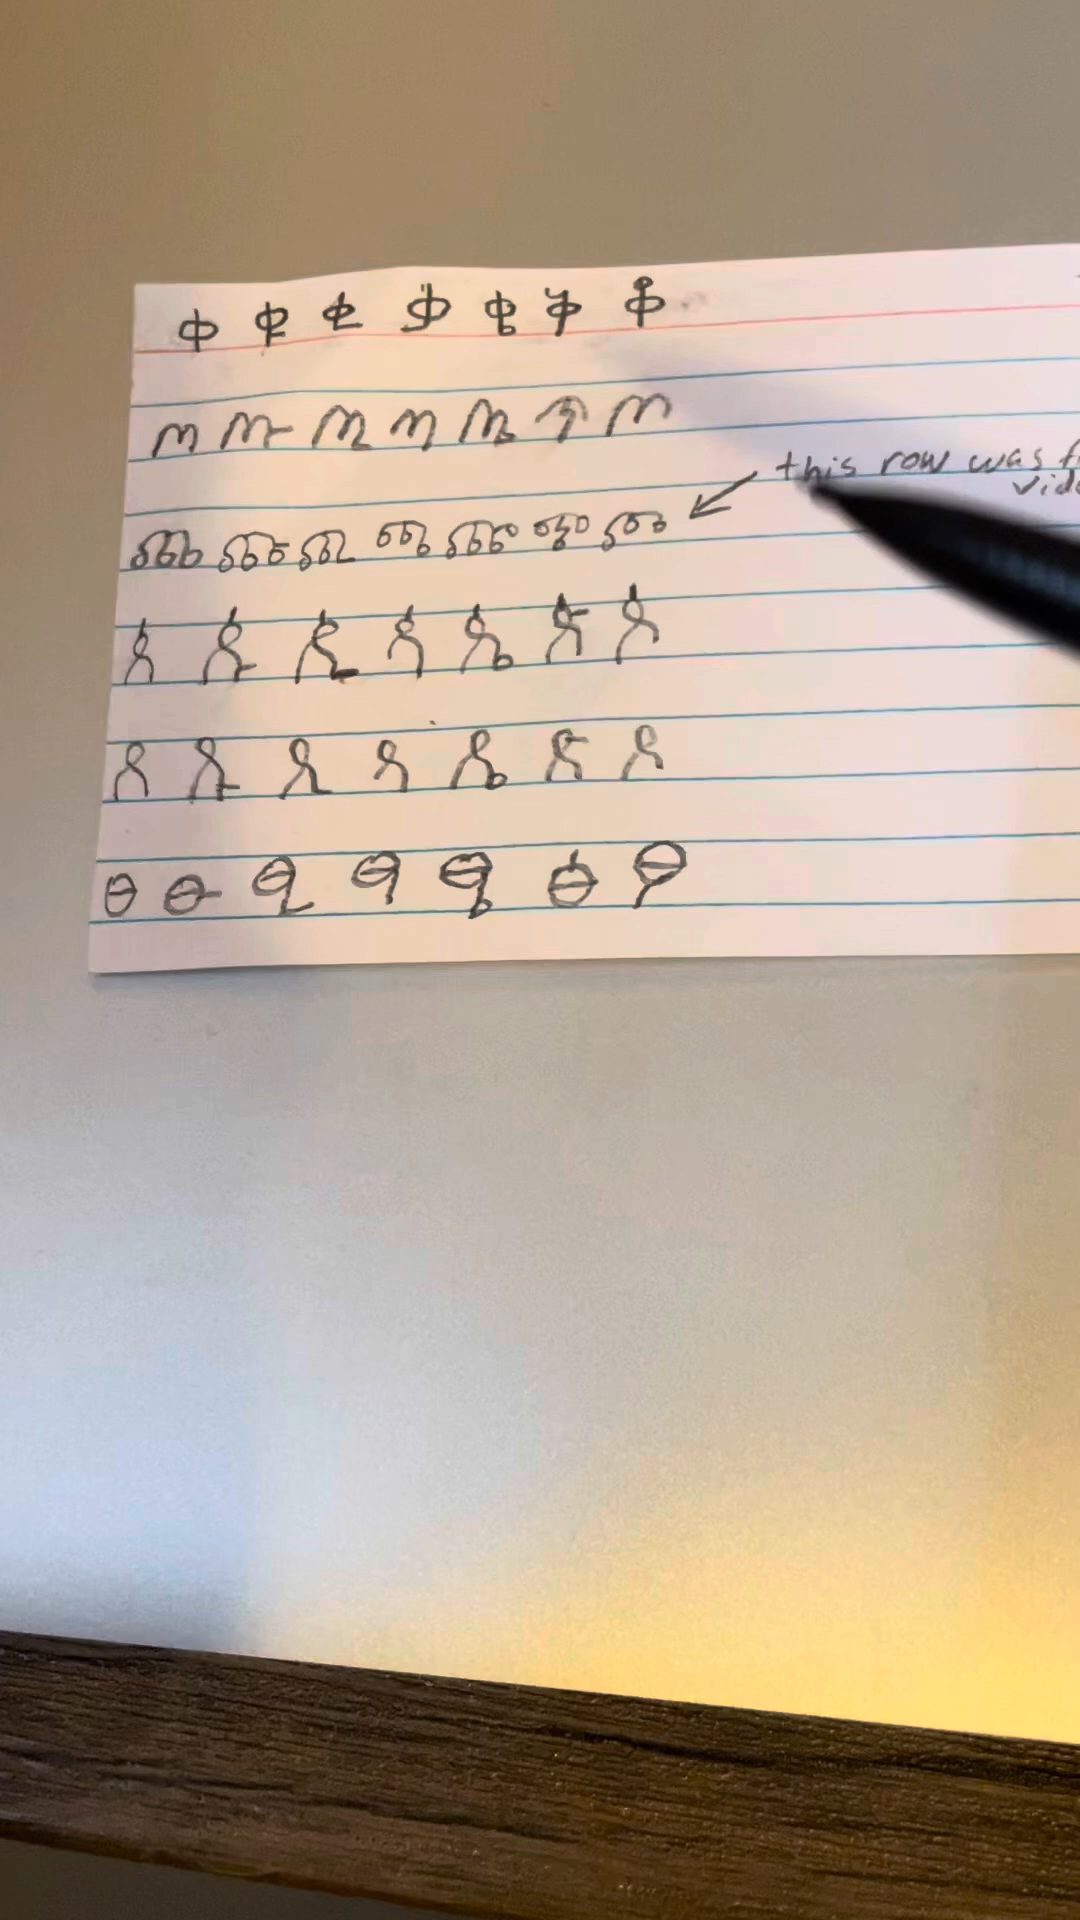 ቀ ቁ ቂ ቃ ቄ ቅ ቆ
ጠ ጡ ጢ ጣ ጤ ጥ ጦ
this row was
ጨ ጩ ጪ ጫ ጬ ጭ ጮ
ጰ ጱ ጲ ጳ ጴ ጵ ጶ
ጸ ጹ ጺ ጻ ጼ ጽ ጾ
ፀ ፁ ፂ ፃ ፄ ፅ ፆ